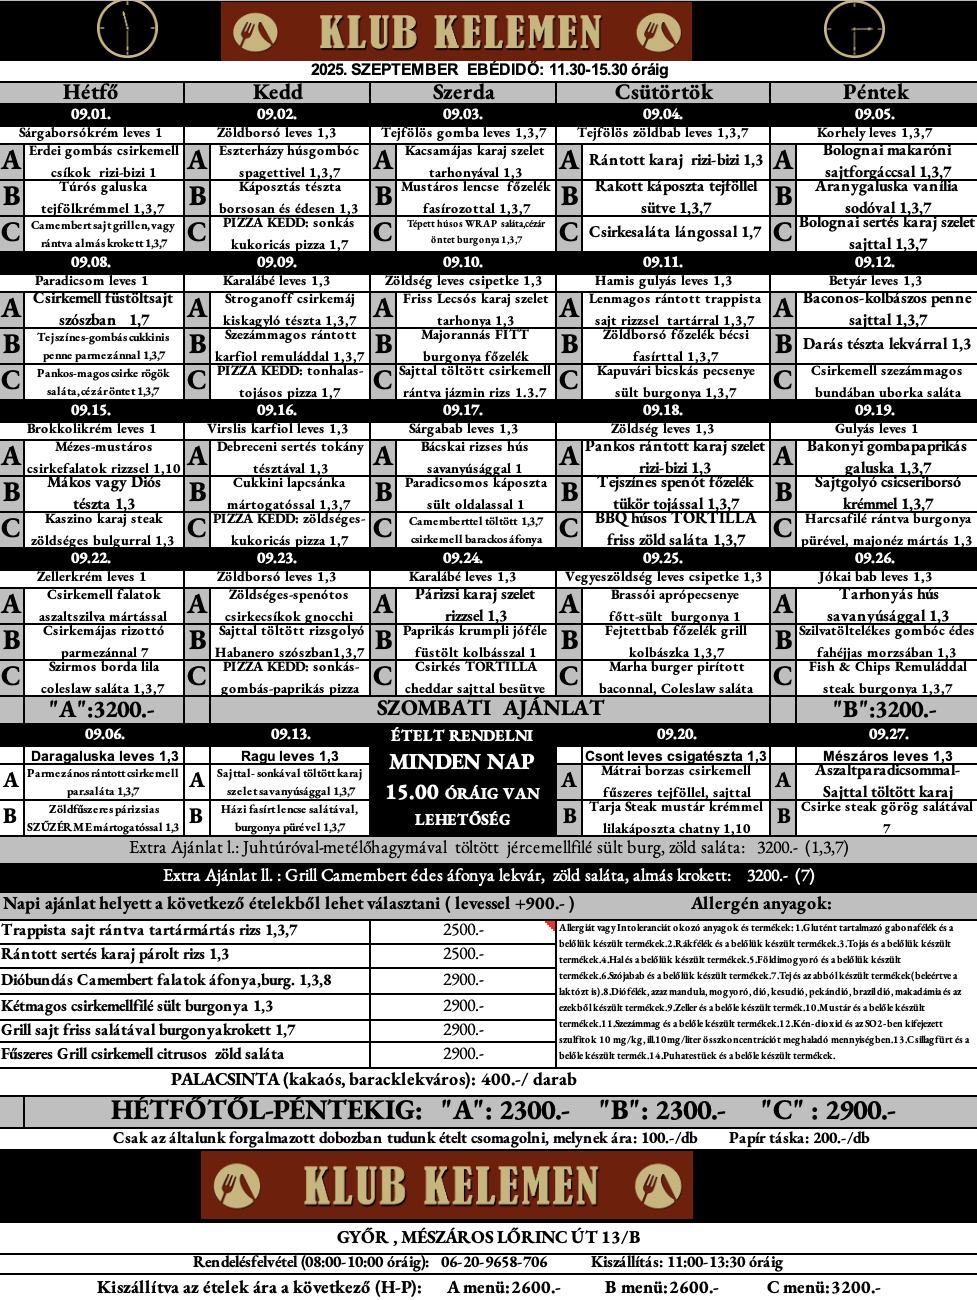 KLUB KELEMEN
2025. SZEPTEMBER EBÉDIDŐ: 11.30-15.30 óráig
Hétfő Kedd Szerda Csütörtök Péntek
09.01. 09.02. 09.03. 09.04. 09.05.
Sárgaborsókrém leves 1 Zöldborsó leves 1,3 Tejfölös gomba leves 1,3,7 Tejfölös zöldbab leves 1,3,7 Korhely leves 1,3,7
A Erdei gombás csirkemell csíkok rizi-bizi 1 A Eszterházy húsgombóc spagettivel 1,3,7 A Kacsamájas karaj szelet tarhonyával 1,3 A Rántott karaj rizi-bizi 1,3 A Bolognai makaróni sajtforgáccsal 1,3,7
B Túrós galuska tejfölkrémmel 1,3,7 B Káposztás tészta borsosan és édesen 1,3 B Mustáros lencse főzelék fasírozottal 1,3,7 B Rakott káposzta tejföllel sütve 1,3,7 B Aranygaluska vanília sodóval 1,3,7
C Camembert sajt grillen, vagy rántva almás krokett 1,3,7 C PIZZA KEDD: sonkás kukoricás pizza 1,7 C Tépett húsos WRAP saláta,cézár öntet burgonya 1,3,7 C Csirkesaláta lángossal 1,7 C Bolognai sertés karaj szelet sajttal 1,3,7
09.08. 09.09. 09.10. 09.11. 09.12.
Paradicsom leves 1 Karalábé leves 1,3 Zöldség leves csipetke 1,3 Hamis gulyás leves 1,3 Betyár leves 1,3
A Csirkemell füstöltsajt szószban 1,7 A Stroganoff csirkemáj kiskagyló tészta 1,3,7 A Friss Lecsós karaj szelet tarhonya 1,3 A Lenmagos rántott trappista sajt rizzsel tartárral 1,3,7 A Baconos-kolbászos penne sajttal 1,3,7
B Tejszínes-gombás cukkinis penne parmezánnal 1,3,7 B Szezámmagos rántott karfiol remuláddal 1,3,7 B Majorannás FITT burgonya főzelék B Zöldborsó főzelék bécsi fasírttal 1,3,7 B Darás tészta lekvárral 1,3
C Pankos-magos csirke rögök saláta, cézár öntet 1,3,7 C PIZZA KEDD: tonhalas-tojásos pizza 1,7 C Sajttal töltött csirkemell rántva jázmin rizs 1.3.7 C Kapuvári bicskás pecsenye sült burgonya 1,3,7 C Csirkemell szezámmagos bundában uborka saláta
09.15. 09.16. 09.17. 09.18. 09.19.
Brokkolikrém leves 1 Virslis karfiol leves 1,3 Sárgabab leves 1,3 Zöldség leves 1,3 Gulyás leves 1
A Mézes-mustáros csirkefalatok rizzsel 1,10 A Debreceni sertés tokány tésztával 1,3 A Bácskai rizses hús savanyúsággal 1 A Pankos rántott karaj szelet rizi-bizi 1,3 A Bakonyi gombapaprikás galuska 1,3,7
B Mákos vagy Diós tészta 1,3 B Cukkini lapcsánka mártogatóssal 1,3,7 B Paradicsomos káposzta sült oldalassal 1 B Tejszínes spenót főzelék tükör tojással 1,3,7 B Sajtgolyó csicseriborsó krémmel 1,3,7
C Kaszino karaj steak zöldséges bulgurral 1,3 C PIZZA KEDD: zöldséges-kukoricás pizza 1,7 C Camemberttel töltött 1,3,7 csirkemell barackos áfonya C BBQ húsos TORTILLA friss zöld saláta 1,3,7 C Harcsafilé rántva burgonya pürével, majonéz mártás 1,3
09.22. 09.23. 09.24. 09.25. 09.26.
Zellerkrém leves 1 Zöldborsó leves 1,3 Karalábé leves 1,3 Vegyeszöldség leves csipetke 1,3 Jókai bab leves 1,3
A Csirkemell falatok aszaltszilva mártással A Zöldséges-spenótos csirkecsíkok gnocchi A Párizsi karaj szelet rizzsel 1,3 A Brassói aprópecsenye főtt-sült burgonya 1 A Tarhonyás hús savanyúsággal 1,3
B Csirkemájas rizottó parmezánnal 7 B Sajttal töltött rizsgolyó Habanero szószban1,3,7 B Paprikás krumpli jóféle füstölt kolbásszal 1 B Fejtettbab főzelék grill kolbászka 1,3,7 B Szilvatöltelékes gombóc édes fahéjjas morzsában 1,3
C Szirmos borda lila coleslaw saláta 1,3,7 C PIZZA KEDD: sonkás-gombás-paprikás pizza C Csirkés TORTILLA cheddar sajttal besütve C Marha burger pirított baconnal, Coleslaw saláta C Fish & Chips Remuláddal steak burgonya 1,3,7
"A":3200.- SZOMBATI AJÁNLAT "B":3200.-
09.06. 09.13. ÉTELT RENDELNI 09.20. 09.27.
Daragaluska leves 1,3 Ragu leves 1,3 MINDEN NAP Csont leves csigatészta 1,3 Mészáros leves 1,3
A Parmezános rántott csirkemell par.saláta 1,3,7 A Sajttal- sonkával töltött karaj szelet savanyúsággal 1,3,7 15.00 ÓRÁIG VAN A Mátrai borzas csirkemell fűszeres tejföllel, sajttal A Aszaltparadicsommal-Sajttal töltött karaj
B Zöldfűszeres párizsias SZŰZÉRME mártogatóssal 1,3 B Házi fasírt lencse salátával, burgonya pürével 1,3,7 LEHETŐSÉG B Tarja Steak mustár krémmel lilakáposzta chatny 1,10 B Csirke steak görög salátával 7
Extra Ajánlat l.: Juhtúróval-metélőhagymával töltött jércemellfilé sült burg, zöld saláta: 3200.- (1,3,7)
Extra Ajánlat ll. : Grill Camembert édes áfonya lekvár, zöld saláta, almás krokett: 3200.- (7)
Napi ajánlat helyett a következő ételekből lehet választani ( levessel +900.- ) Allergén anyagok:
Trappista sajt rántva tartármártás rizs 1,3,7 2500.-
Rántott sertés karaj párolt rizs 1,3 2500.-
Dióbundás Camembert falatok áfonya,burg. 1,3,8 2900.-
Kétmagos csirkemellfilé sült burgonya 1,3 2900.-
Grill sajt friss salátával burgonyakrokett 1,7 2900.-
Fűszeres Grill csirkemell citrusos zöld saláta 2900.-
Allergiát vagy Intoleranciát okozó anyagok és termékek: 1.Glutént tartalmazó gabonafélék és a
belőlük készült termékek.2.Rákfélék és a belőlük készült termékek.3.Tojás és a belőlük készült
termékek.4.Hal és a belőlük készült termékek.5.Földimogyoró és a belőlük készült
termékek.6.Szójabab és a belőlük készült termékek.7.Tej és az abból készült termékek(beleértve a
laktózt is).8.Diófélék, azaz mandula, mogyoró, dió, kesudió, pekándió, brazil dió, makadámia és az
ezekből készült termékek.9.Zeller és a belőle készült termék.10.Mustár és a belőle készült
termékek.11.Szezámmag és a belőle készült termékek.12.Kén-dioxid és az SO2-ben kifejezett
szulfitok 10 mg/kg, ill.10mg/liter összkoncentrációt meghaladó mennyiségben.13.Csillagfürt és a
belőle készült termék.14.Puhatestűek és a belőle készült termékek.
PALACSINTA (kakaós, baracklekváros): 400.-/ darab
HÉTFŐTŐL-PÉNTEKIG: "A": 2300.- "B": 2300.- "C" : 2900.-
Csak az általunk forgalmazott dobozban tudunk ételt csomagolni, melynek ára: 100.-/db Papír táska: 200.-/db
KLUB KELEMEN
GYŐR , MÉSZÁROS LŐRINC ÚT 13/B
Rendelésfelvétel (08:00-10:00 óráig): 06-20-9658-706 Kiszállítás: 11:00-13:30 óráig
Kiszállítva az ételek ára a következő (H-P): A menü:2600.- B menü:2600.- C menü:3200.-